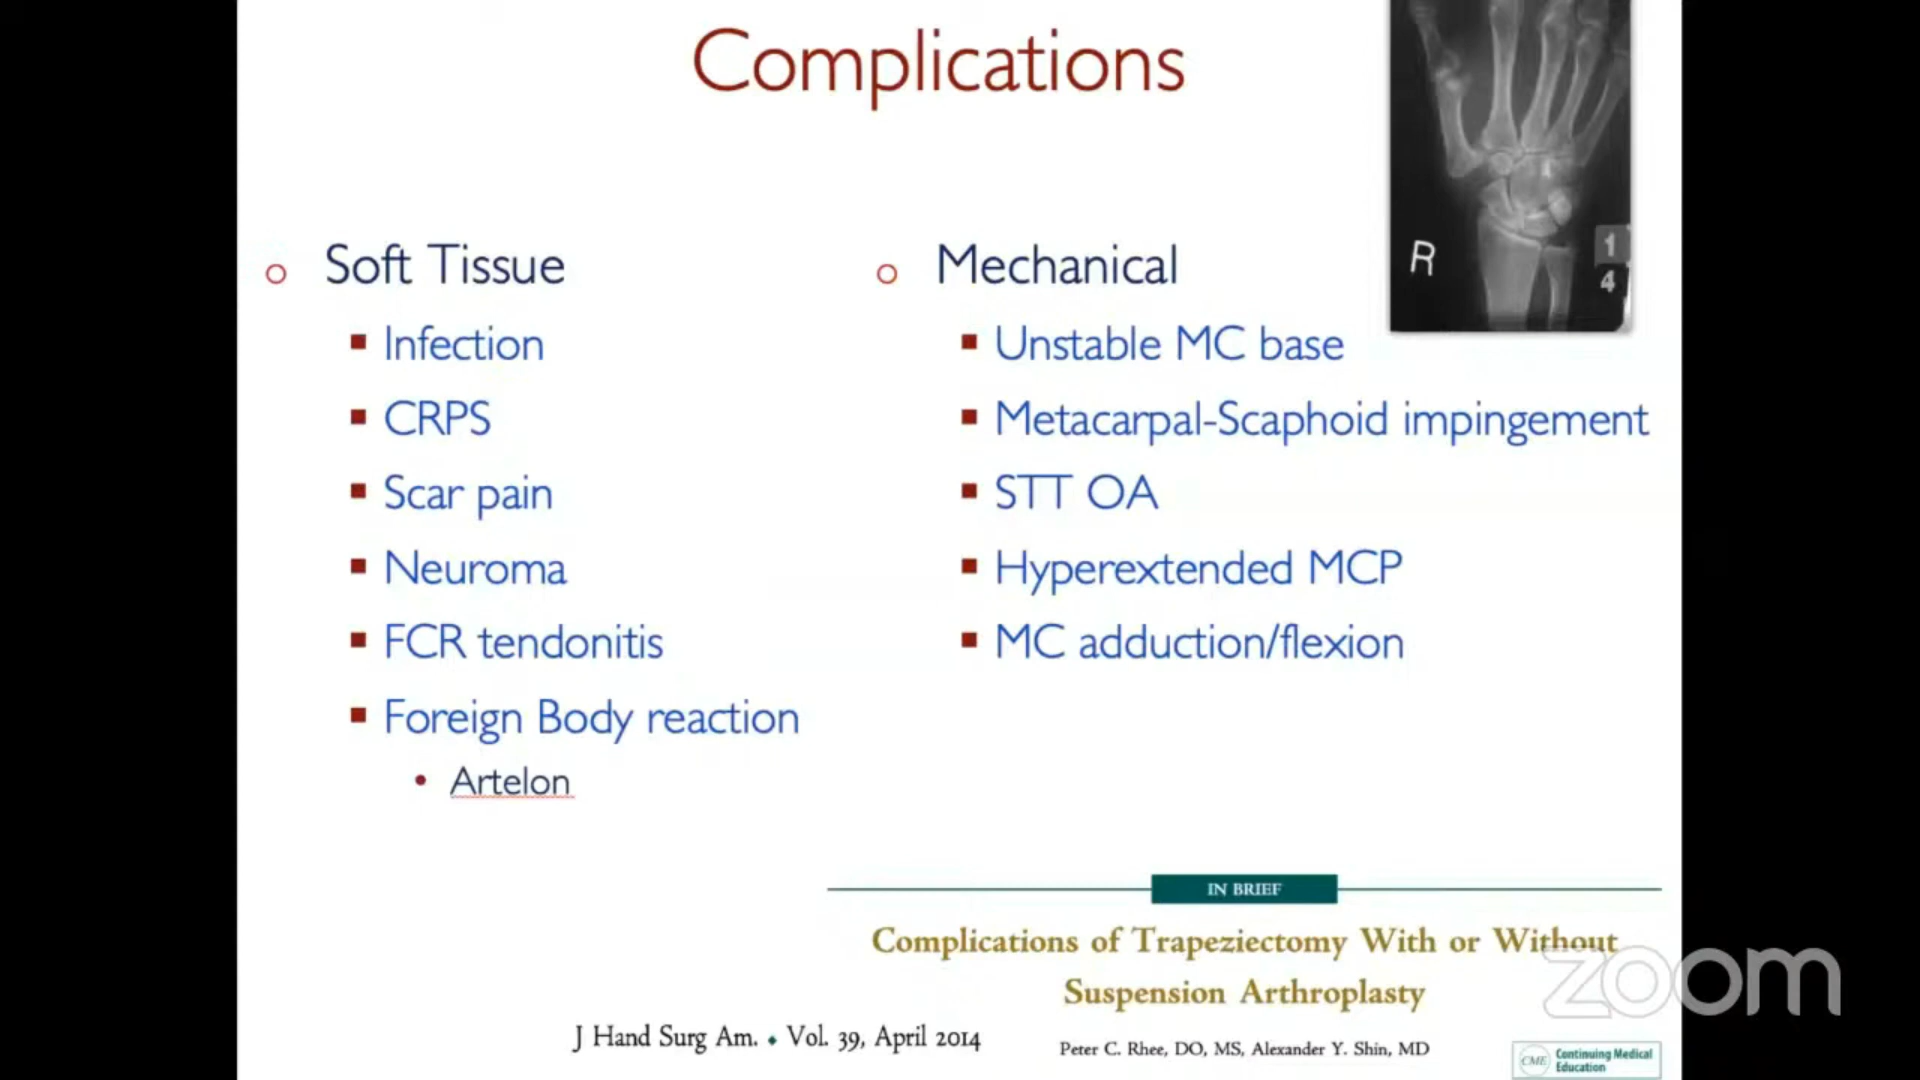 Complications
Soft Tissue
Infection
CRPS
Scar pain
Neuroma
FCR tendonitis
Foreign Body reaction
Artelon
Mechanical
Unstable MC base
Metacarpal-Scaphoid impingement
STT OA
Hyperextended MCP
MC adduction/flexion
R
1
4
IN BRIEF
Complications of Trapeziectomy With or Without
Suspension Arthroplasty
J Hand Surg Am. ♦ Vol. 39, April 2014
Peter C. Rhee, DO, MS, Alexander Y. Shin, MD
CME
Continuing Medical
Education
zoom